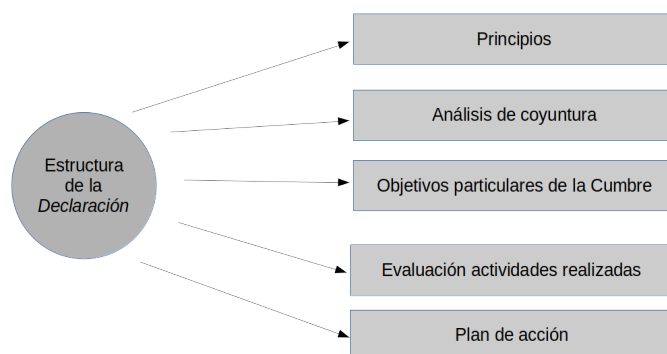 Estructura
de la
Declaración
Principios
Análisis de coyuntura
Objetivos particulares de la Cumbre
Evaluación actividades realizadas
Plan de acción